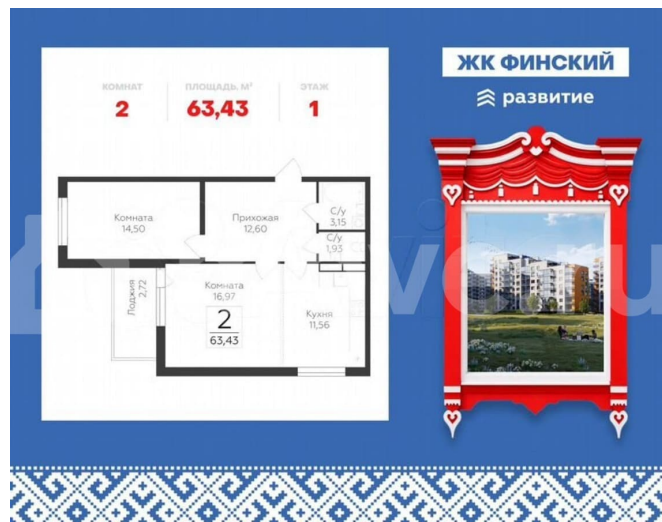 КОМНАТ
ПЛОЩАДЬ, М²
ЭТАЖ
2
63,43
1
ЖК ФИНСКИЙ
развитие
Комната
14,50
Прихожая
12,60
С/у
3,15
С/у
1,93
Лоджия
2,72
Комната
16,97
2
63,43
Кухня
11,56